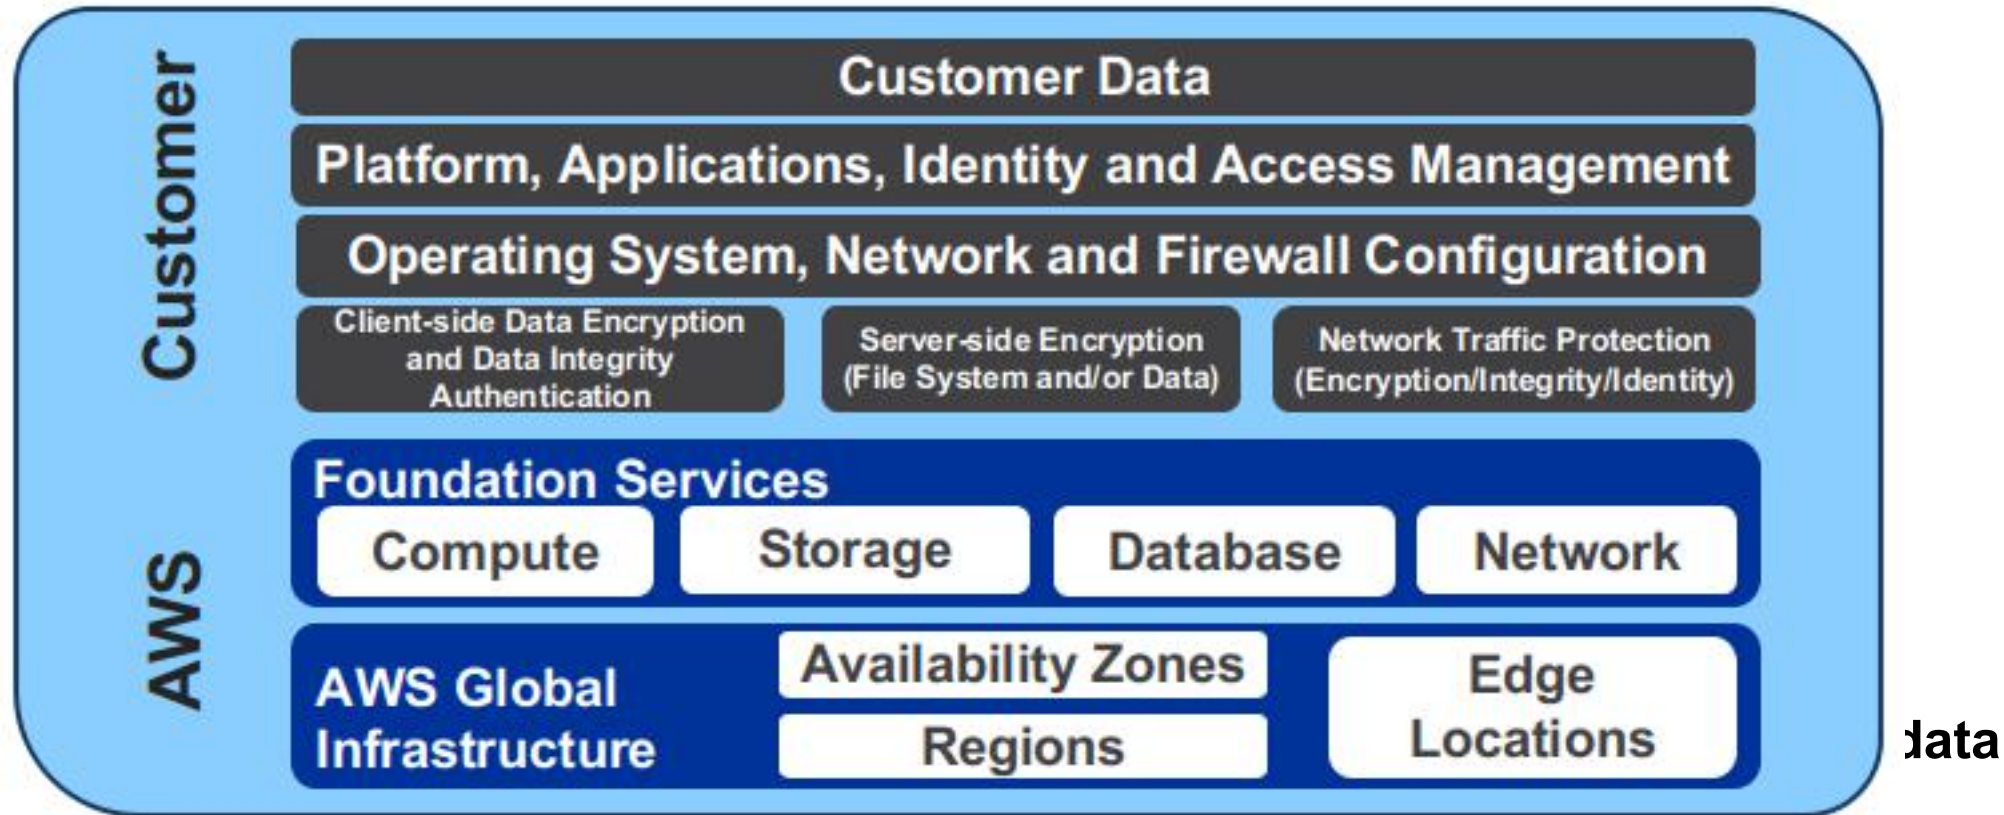 Customer
Customer Data
Platform, Applications, Identity and Access Management
Operating System, Network and Firewall Configuration
Client-side Data Encryption
and Data Integrity
Authentication
Server-side Encryption
(File System and/or Data)
Network Traffic Protection
(Encryption/Integrity/Identity)
AWS
Foundation Services
Compute
Storage
Database
Network
AWS Global
Infrastructure
Availability Zones
Regions
Edge
Locations